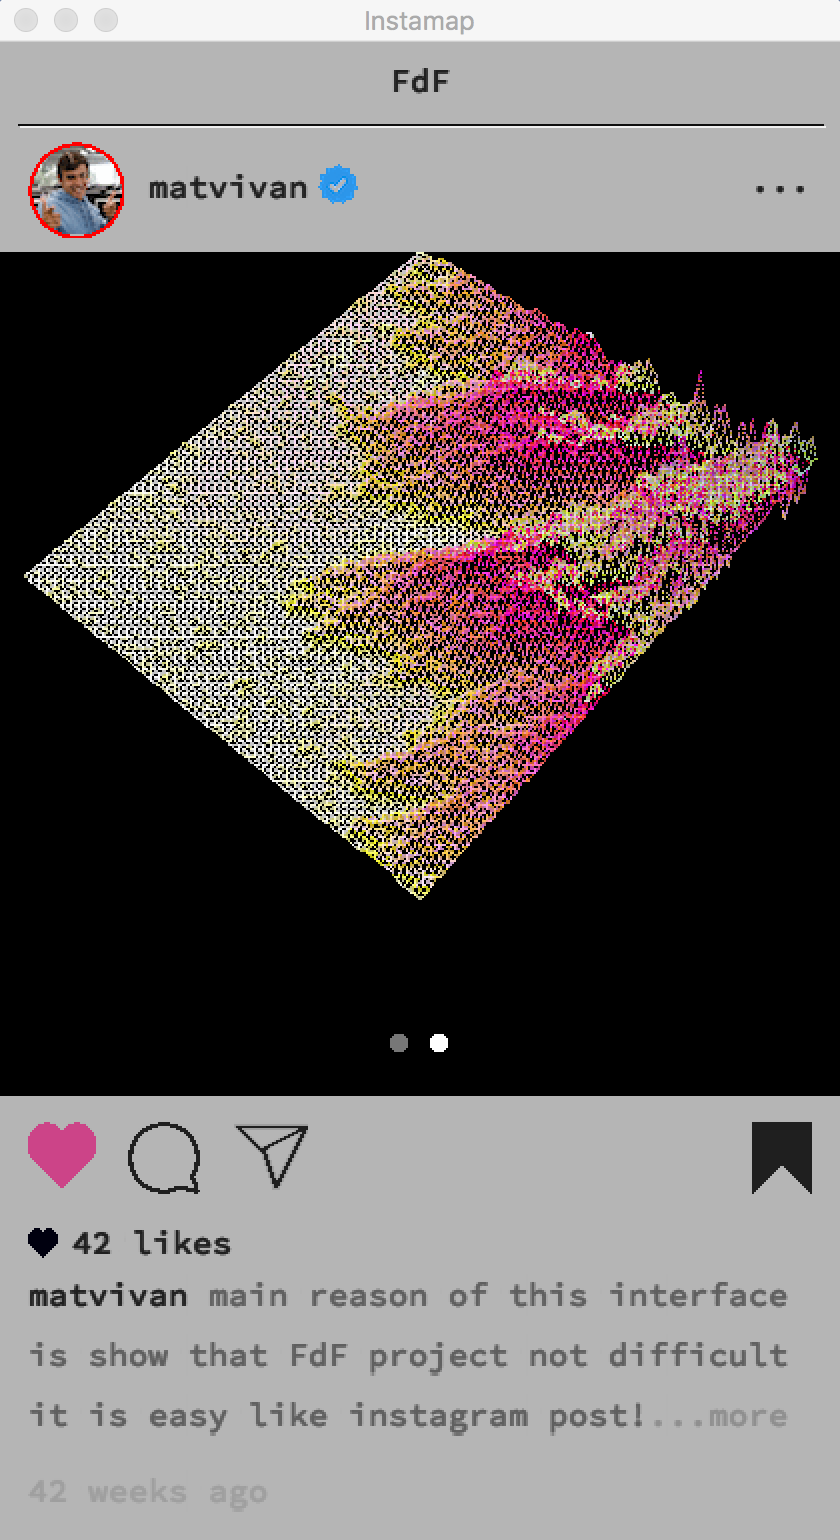 Instamap
FdF
matvivan
...
42 likes
matvivan main reason of this interface
is show that FdF project not difficult
it is easy like instagram post!...more
42 weeks ago